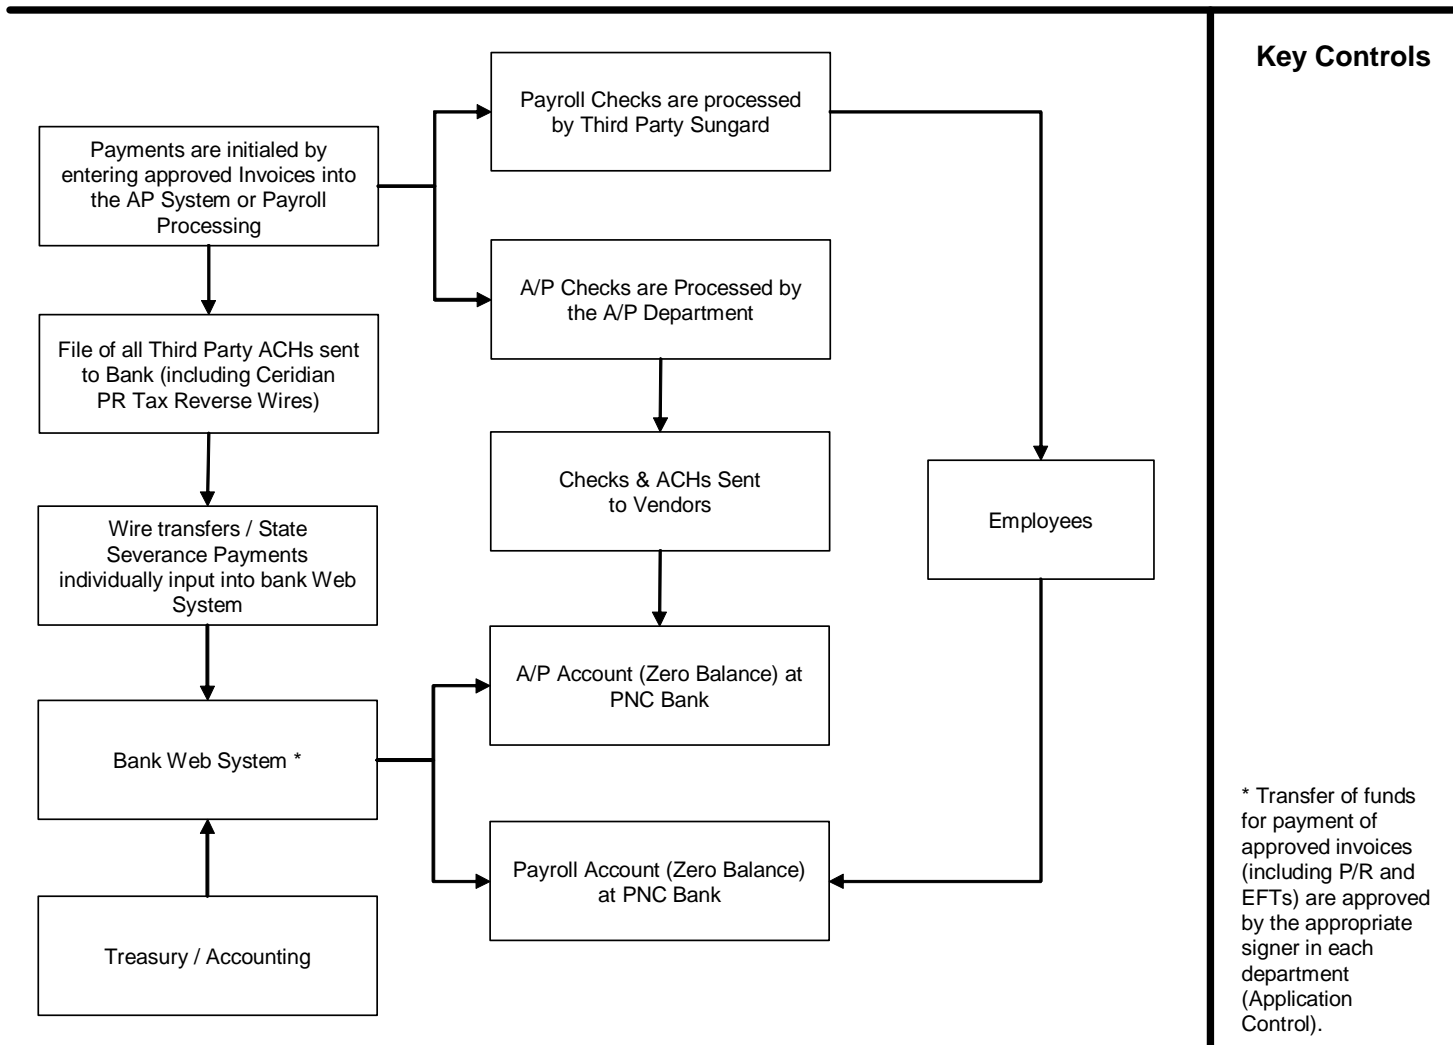 Key Controls
Payroll Checks are processed
by Third Party Sungard
Payments are initialed by
entering approved Invoices into
the AP System or Payroll
Processing
A/P Checks are Processed by
the A/P Department
File of all Third Party ACHs sent
to Bank (including Ceridian
PR Tax Reverse Wires)
Checks & ACHs Sent
to Vendors
Employees
Wire transfers / State
Severance Payments
individually input into bank Web
System
A/P Account (Zero Balance) at
PNC Bank
Bank Web System *
Payroll Account (Zero Balance)
at PNC Bank
Treasury / Accounting
* Transfer of funds
for payment of
approved invoices
(including P/R and
EFTs) are approved
by the appropriate
signer in each
department
(Application
Control).